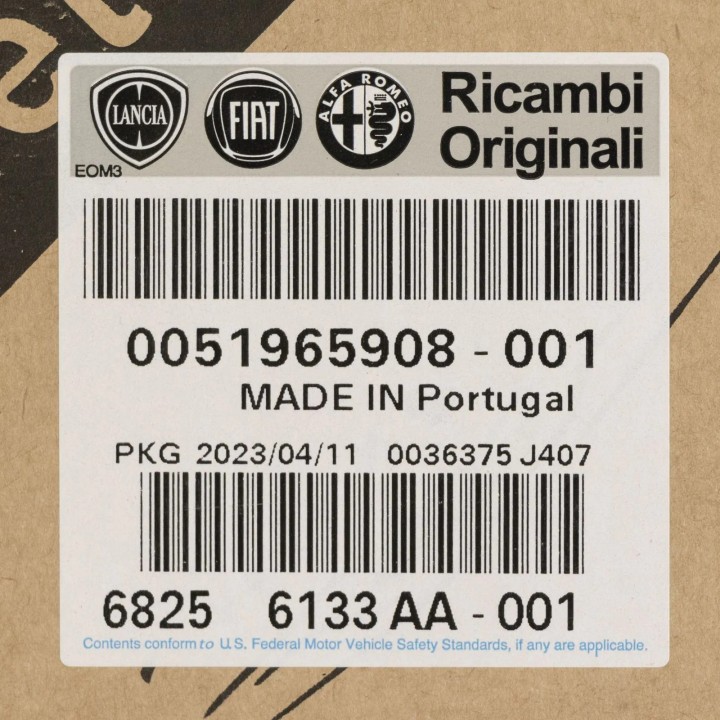 LANCIA
FIAT
ALFA ROMEO
Ricambi
Originali
EOM3
0051965908 - 001
MADE IN Portugal
PKG 2023/04/11 0036375 J407
6825 6133 AA - 001
Contents conform to U.S. Federal Motor Vehicle Safety Standards, if any are applicable.